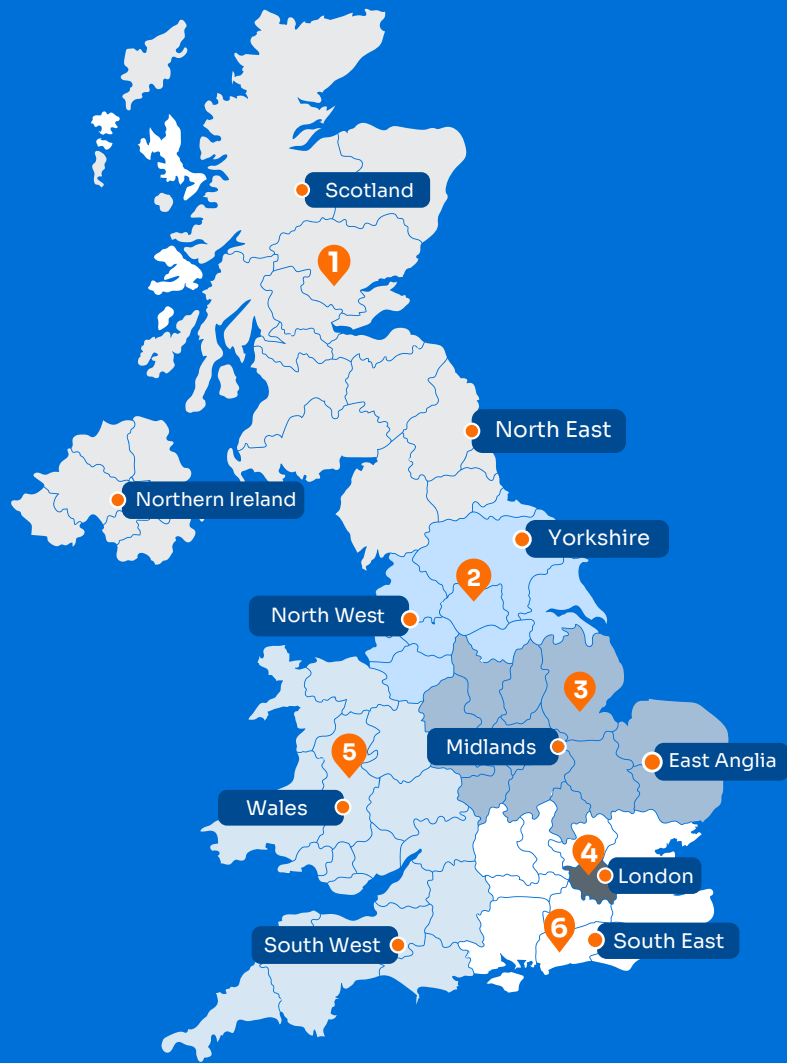 Scotland
1
North East
Northern Ireland
Yorkshire
2
North West
3
Midlands
5
East Anglia
Wales
4
London
6
South West
South East